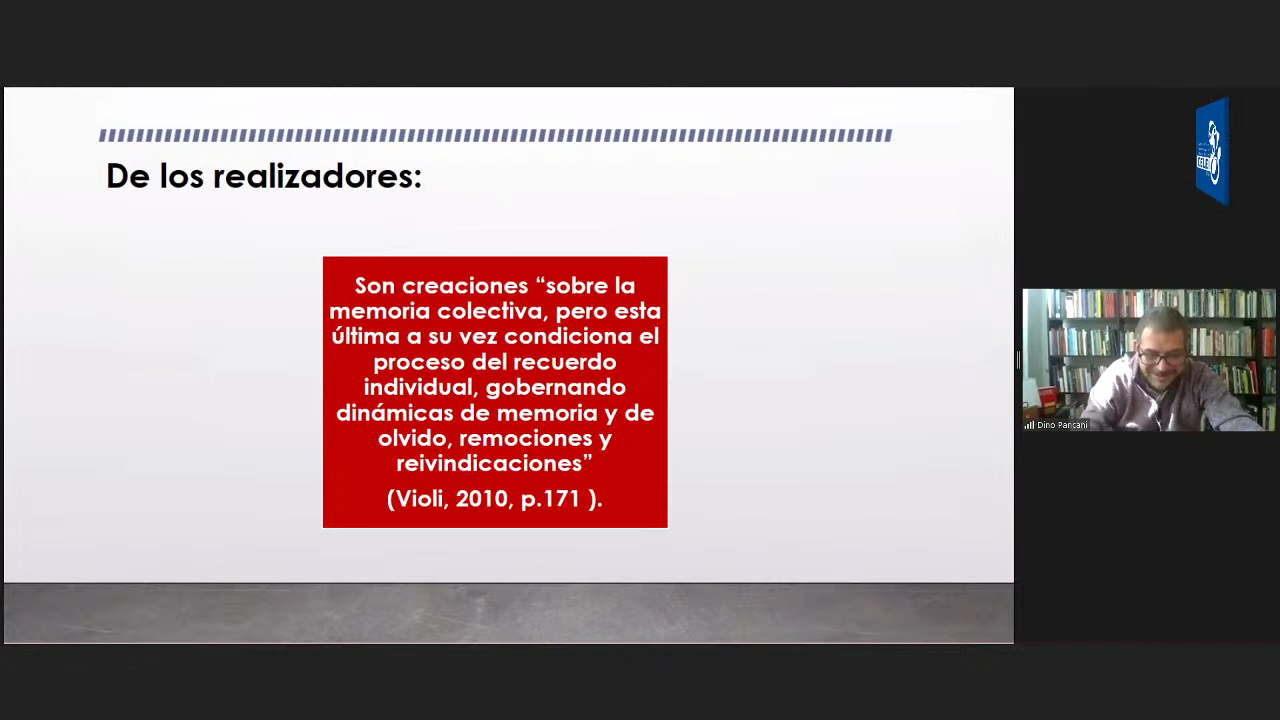 De los realizadores:
Son creaciones “sobre la
memoria colectiva, pero esta
última a su vez condiciona el
proceso del recuerdo
individual, gobernando
dinámicas de memoria y de
olvido, remociones y
reivindicaciones”
(Violi, 2010, p.171 ).
Dino Pancani